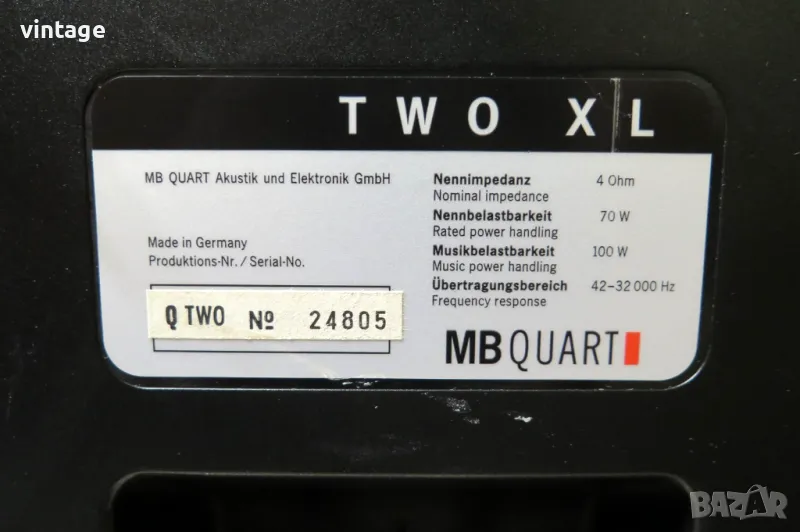 vintage
TWO XL
MB QUART Akustik und Elektronik GmbH
Made in Germany
Produktions-Nr. / Serial-No.
Q TWO № 24805
Nennimpedanz 4 Ohm
Nominal impedance
Nennbelastbarkeit 70 W
Rated power handling
Musikbelastbarkeit 100 W
Music power handling
Übertragungsbereich 42–32 000 Hz
Frequency response
MB QUART
BAZAR